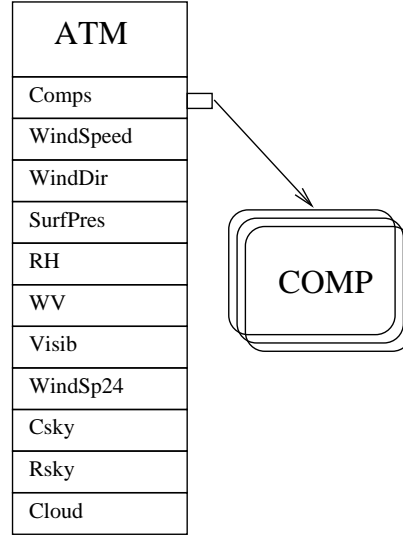 ATM
Comps
WindSpeed
WindDir
SurfPres
RH
WV
Visib
WindSp24
Csky
Rsky
Cloud
COMP